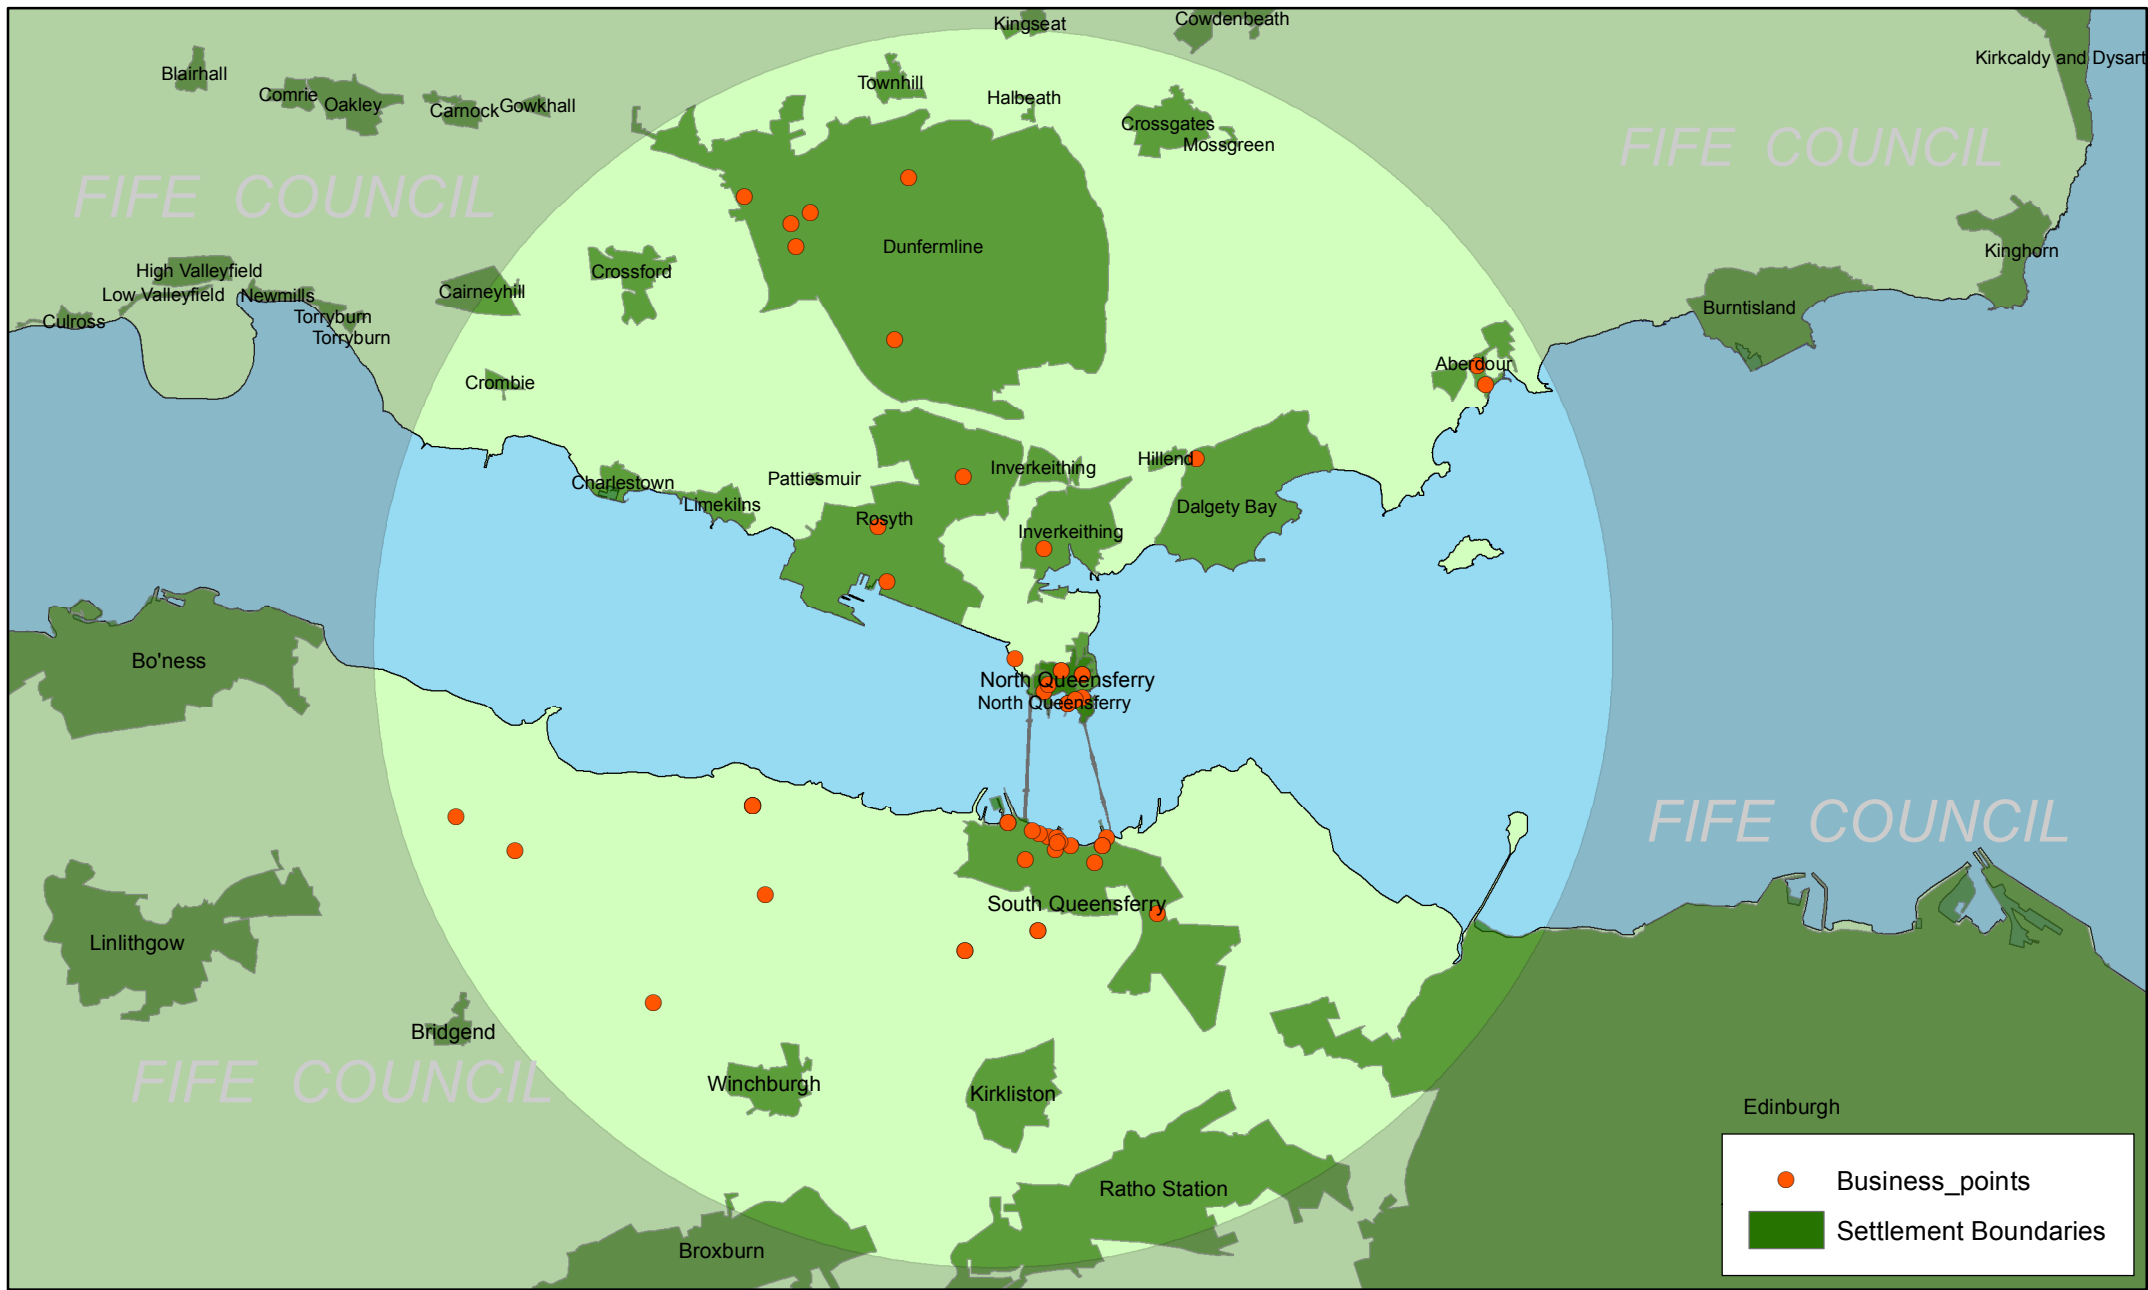 Kingseat
Cowdenbeath
Blairhall
Comrie
Oakley
Carnock
Gowkhall
Townhill
Halbeath
Crossgates
Mossgreen
Kirkcaldy and Dysart
FIFE COUNCIL
FIFE COUNCIL
Dunfermline
Kinghorn
High Valleyfield
Low Valleyfield
Newmills
Culross
Torryburn
Torryburn
Cairneyhill
Crossford
Burntisland
Crombie
Aberdour
Charlestown
Limekilns
Pattiesmuir
Rosyth
Inverkeithing
Inverkeithing
Hillend
Dalgety Bay
Bo'ness
North Queensferry
North Queensferry
FIFE COUNCIL
South Queensferry
Linlithgow
Bridgend
FIFE COUNCIL
Winchburgh
Kirkliston
Edinburgh
Ratho Station
Broxburn
Business_points
Settlement Boundaries